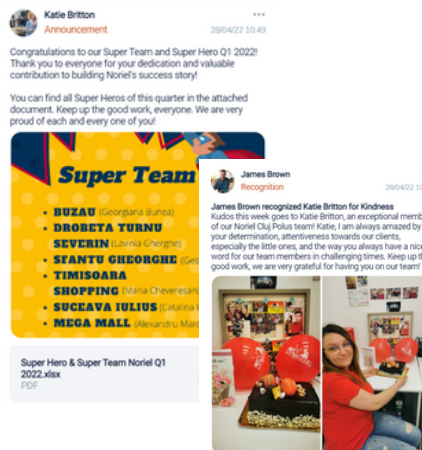 Katie Britton
Announcement
28/04/22 10:49
Congratulations to our Super Team and Super Hero Q1 2022!
Thank you to everyone for your dedication and valuable
contribution to building Noriel's success story!
You can find all Super Heros of this quarter in the attached
document. Keep up the good work, everyone. We are very
proud of each and every one of you!
Super Team
BUZAU (Georgiana Bunea)
DROBETA TURNU
SEVERIN (Lavinia Gherghe)
SFANTU GHEORGHE
TIMISOARA
SHOPPING (Maria Cheveresan)
SUCEAVA IULIUS (Catalina
MEGA MALL (Alexandru
Super Hero & Super Team Noriel Q1
2022.xlsx
PDF
James Brown
Recognition
28/04/22
James Brown recognized Katie Britton for Kindness
Kudos this week goes to Katie Britton, an exceptional
of our Noriel Cluj Polus team! Katie, I am always amazed by
your determination, attentiveness towards our clients,
especially the little ones, and the way you always have a nice
word for our team members in challenging times. Keep up
good work, we are very grateful for having you on our team!